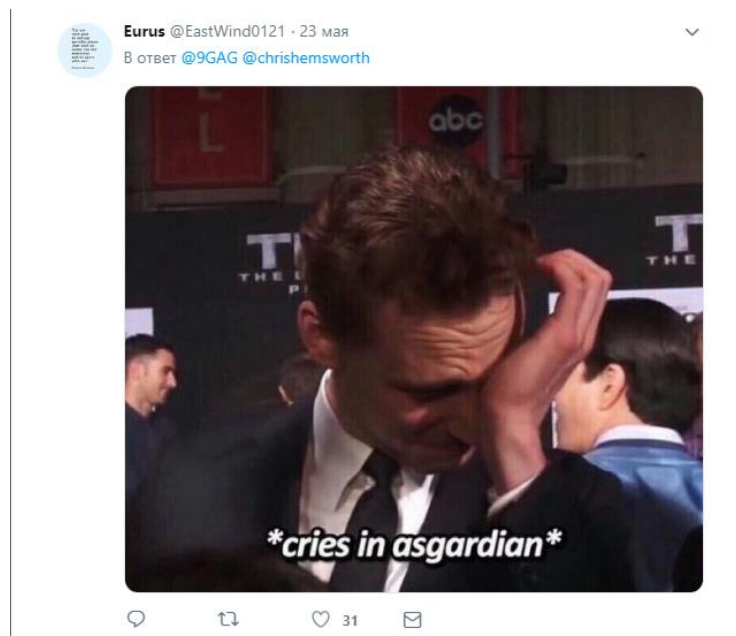 Eurus @EastWind0121 · 23 мая
В ответ @9GAG @chrishemsworth
L
abc
T
THE
P
T
THE
*cries in asgardian*
31